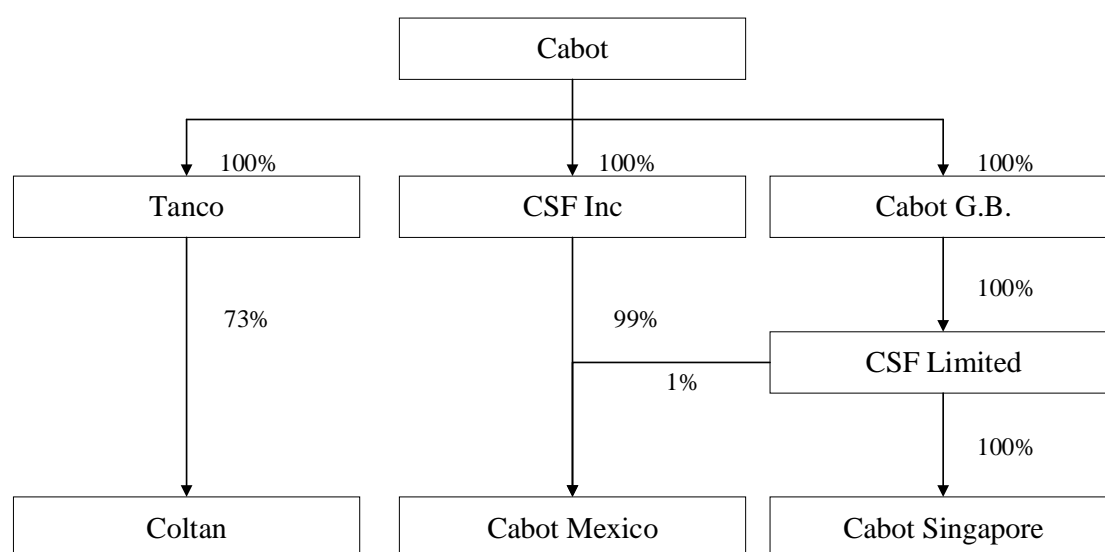 Cabot
100%
100%
100%
Tanco
CSF Inc
Cabot G.B.
100%
73%
99%
CSF Limited
1%
100%
Coltan
Cabot Mexico
Cabot Singapore